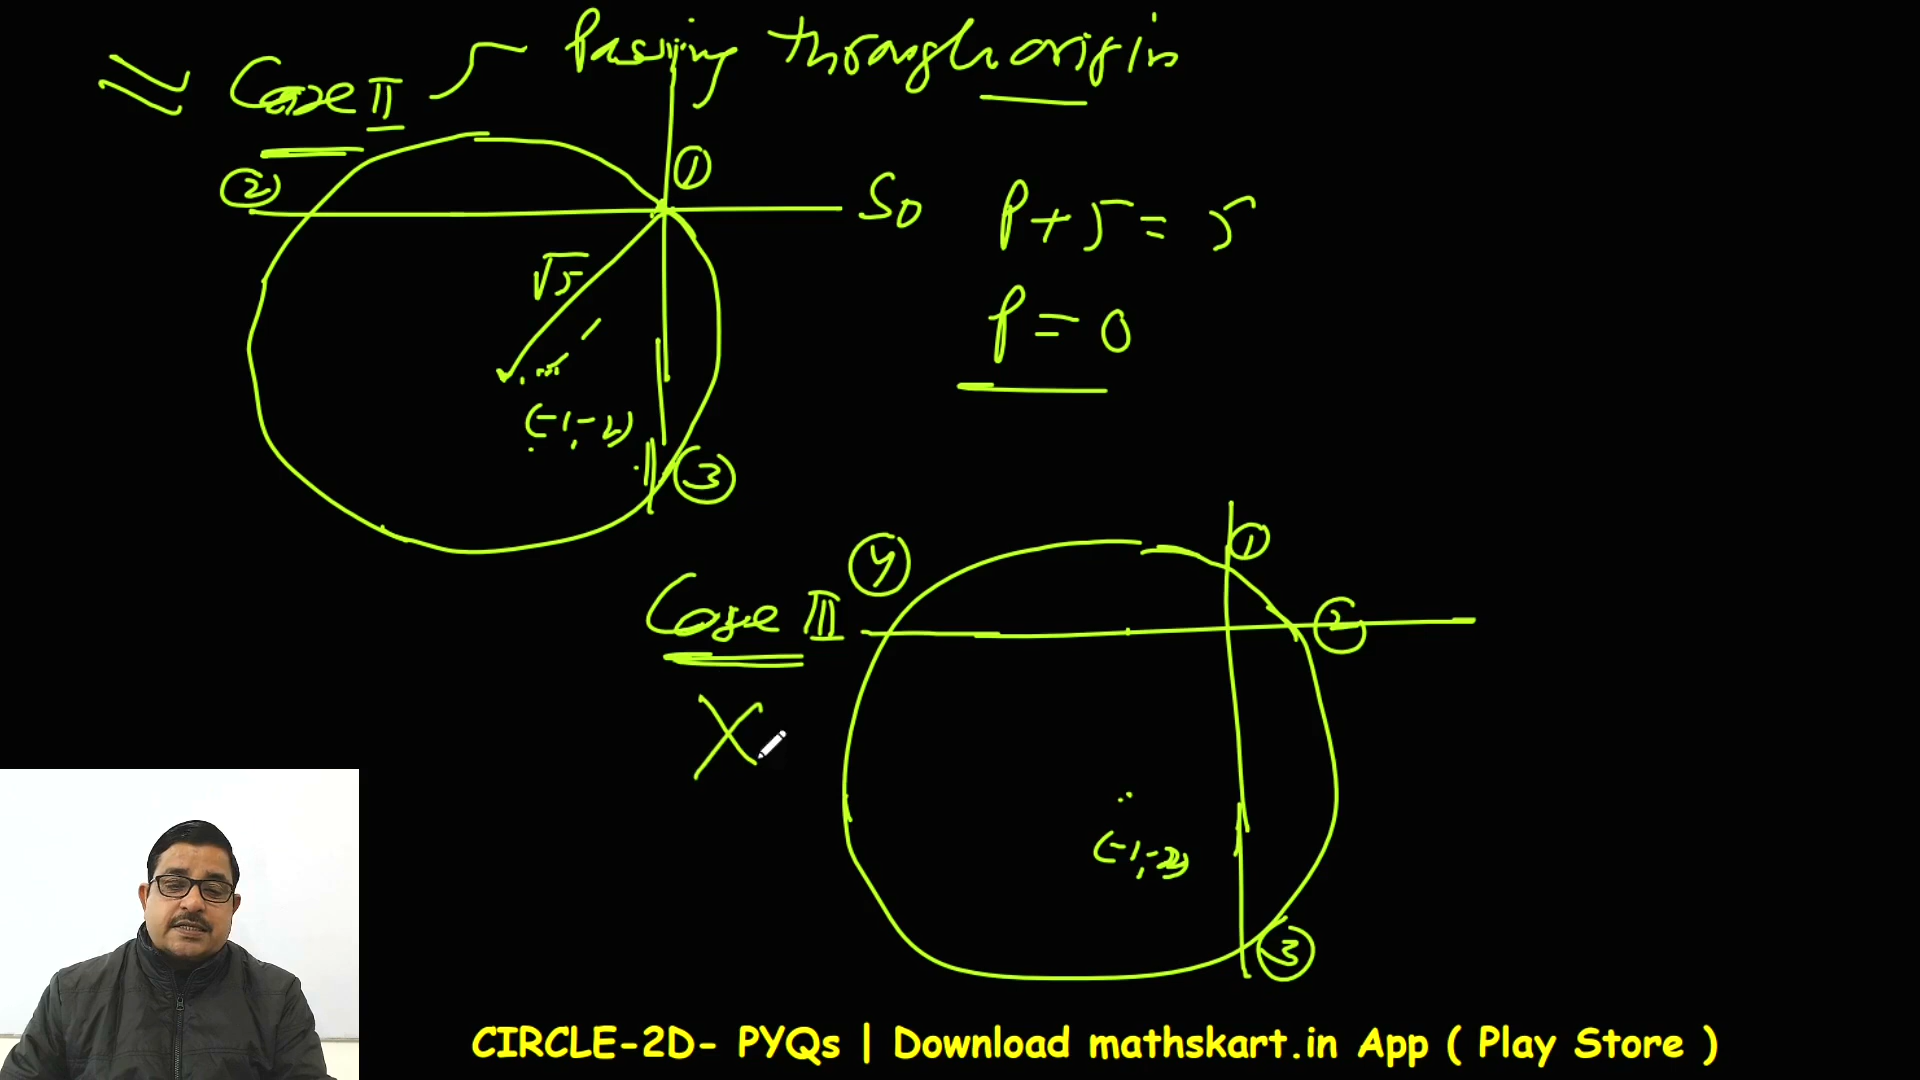 Case II Passing through origin
①
②
So P+5=5
√5
P=0
(-1,-2)
③
①
④
Case III
②
X
(-1,-2)
③
CIRCLE-2D- PYQs | Download mathskart.in App ( Play Store )